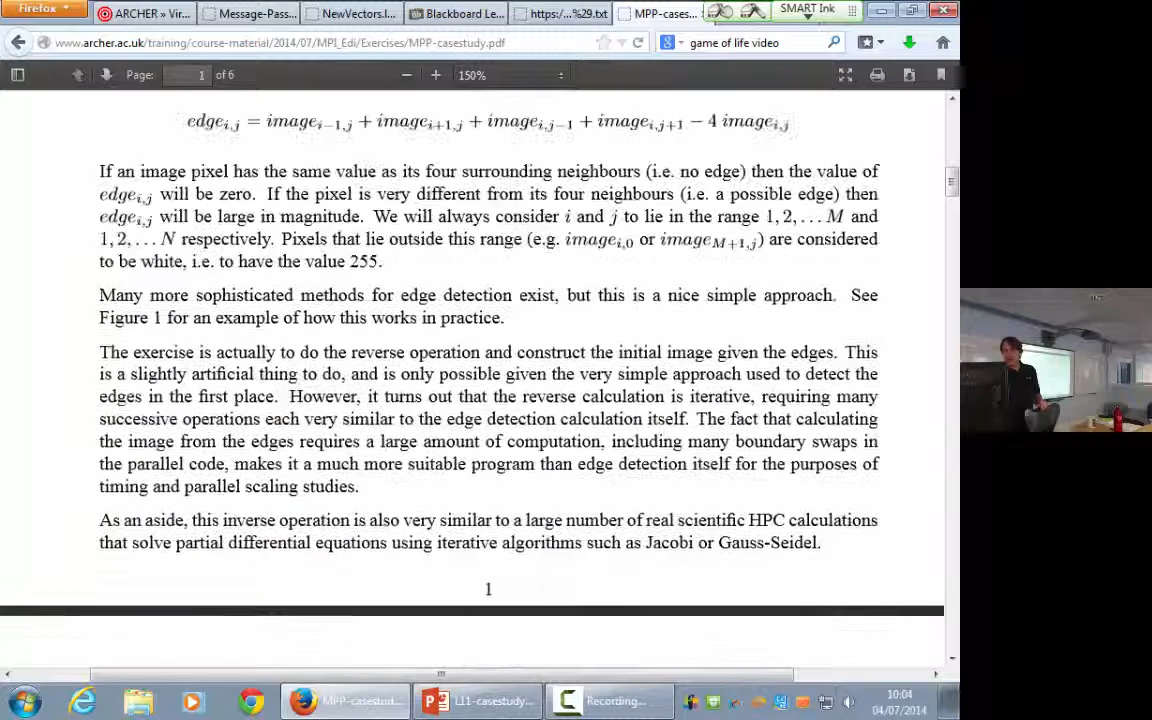 Firefox
ARCHER » Vir...
Message-Pass...
NewVectors.l...
Blackboard Le...
https:/...%29.txt
MPP-cases...
SMART Ink
www.archer.ac.uk/training/course-material/2014/07/MPI_Edi/Exercises/MPP-casestudy.pdf
game of life video
Page: 1 of 6
150%
edge_{i,j} = image_{i−1,j} + image_{i+1,j} + image_{i,j−1} + image_{i,j+1} − 4 image_{i,j}
If an image pixel has the same value as its four surrounding neighbours (i.e. no edge) then the value of
edge_{i,j} will be zero. If the pixel is very different from its four neighbours (i.e. a possible edge) then
edge_{i,j} will be large in magnitude. We will always consider i and j to lie in the range 1, 2, ... M and
1, 2, ... N respectively. Pixels that lie outside this range (e.g. image_{i,0} or image_{M+1,j}) are considered
to be white, i.e. to have the value 255.
Many more sophisticated methods for edge detection exist, but this is a nice simple approach. See
Figure 1 for an example of how this works in practice.
The exercise is actually to do the reverse operation and construct the initial image given the edges. This
is a slightly artificial thing to do, and is only possible given the very simple approach used to detect the
edges in the first place. However, it turns out that the reverse calculation is iterative, requiring many
successive operations each very similar to the edge detection calculation itself. The fact that calculating
the image from the edges requires a large amount of computation, including many boundary swaps in
the parallel code, makes it a much more suitable program than edge detection itself for the purposes of
timing and parallel scaling studies.
As an aside, this inverse operation is also very similar to a large number of real scientific HPC calculations
that solve partial differential equations using iterative algorithms such as Jacobi or Gauss-Seidel.
1
MPP-casestud...
L11-casestudy...
Recording...
10:04
04/07/2014